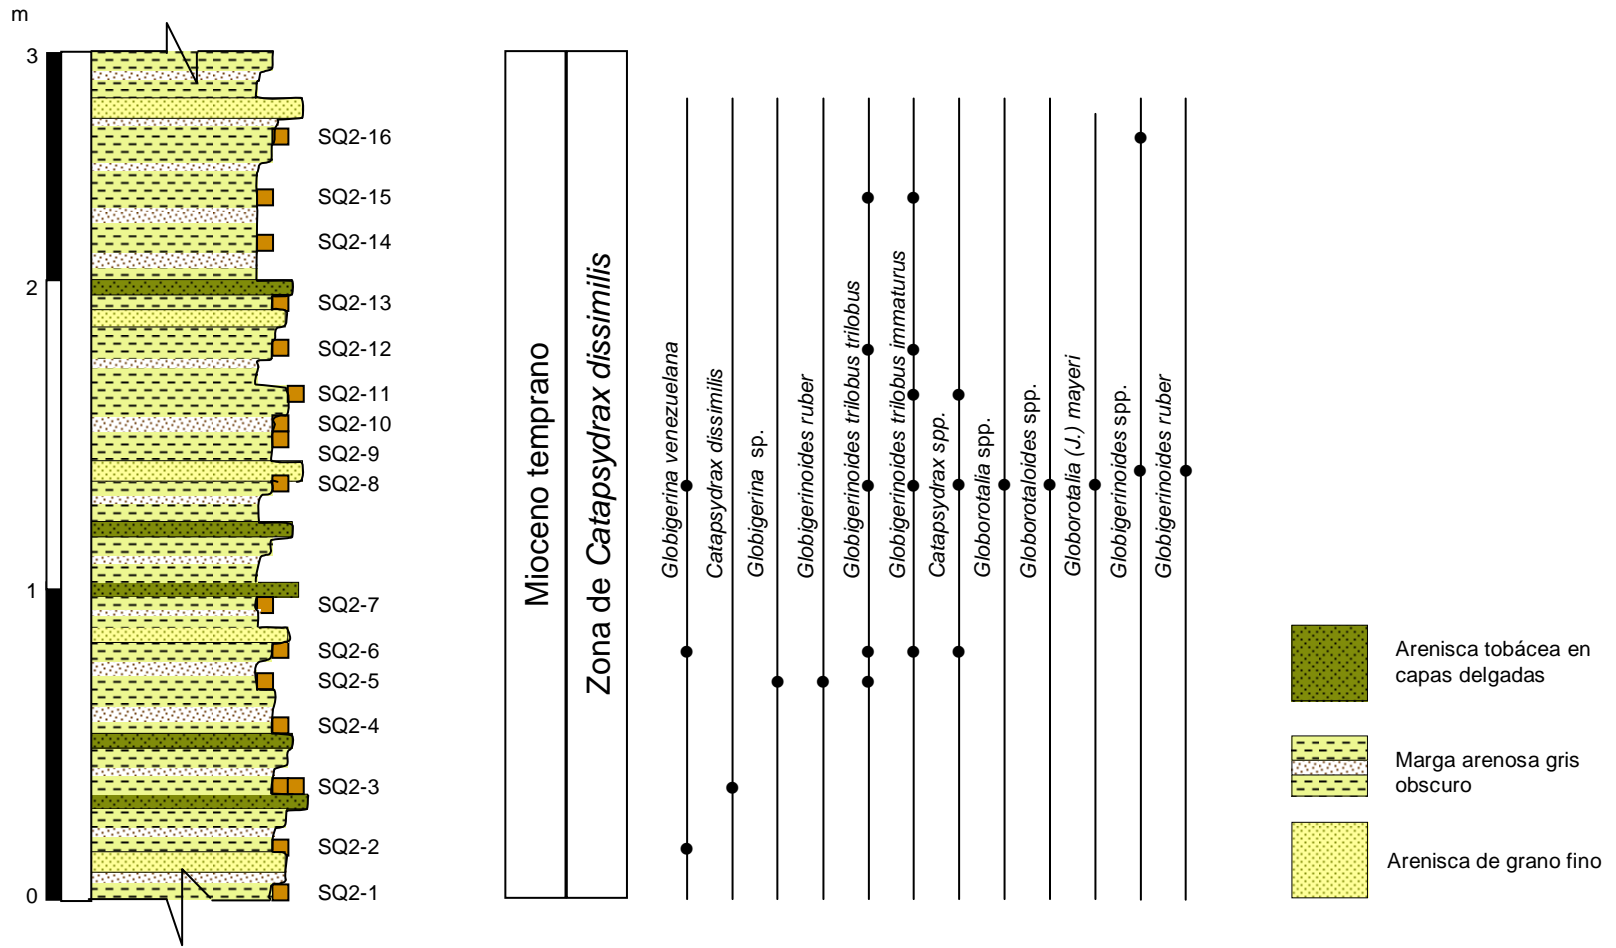 m
3
2
1
0
SQ2-16
SQ2-15
SQ2-14
SQ2-13
SQ2-12
SQ2-11
SQ2-10
SQ2-9
SQ2-8
SQ2-7
SQ2-6
SQ2-5
SQ2-4
SQ2-3
SQ2-2
SQ2-1
Mioceno temprano
Zona de Catapsydrax dissimilis
Globigerina venezuelana
Catapsydrax dissimilis
Globigerina sp.
Globigerinoides ruber
Globigerinoides trilobus trilobus
Globigerinoides trilobus immaturus
Catapsydrax spp.
Globorotalia spp.
Globorotaloides spp.
Globorotalia (J.) mayeri
Globigerinoides spp.
Globigerinoides ruber
Arenisca tobácea en
capas delgadas
Marga arenosa gris
obscuro
Arenisca de grano fino